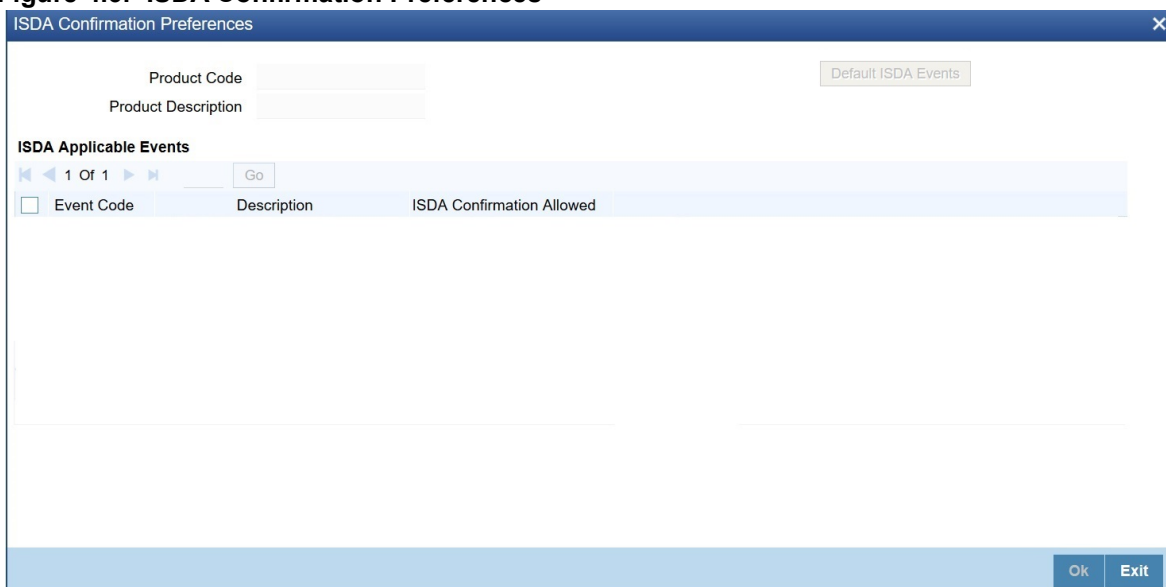 ISDA Confirmation Preferences
Product Code
Default ISDA Events
Product Description
ISDA Applicable Events
1 Of 1
Go
Event Code Description ISDA Confirmation Allowed
Ok Exit